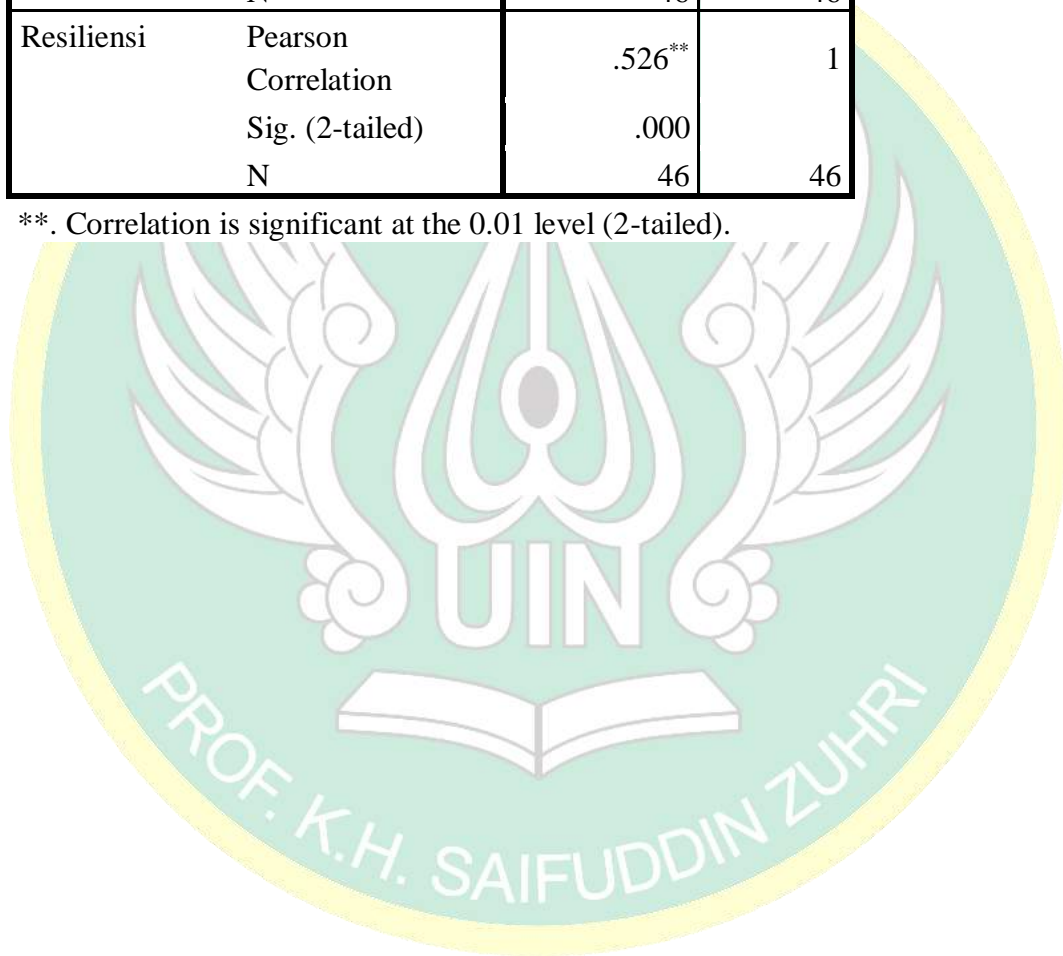 Resiliensi Pearson Correlation .526** 1
Sig. (2-tailed) .000
N 46 46
**. Correlation is significant at the 0.01 level (2-tailed).
UIN
PROF. K.H. SAIFUDDIN ZUHRI